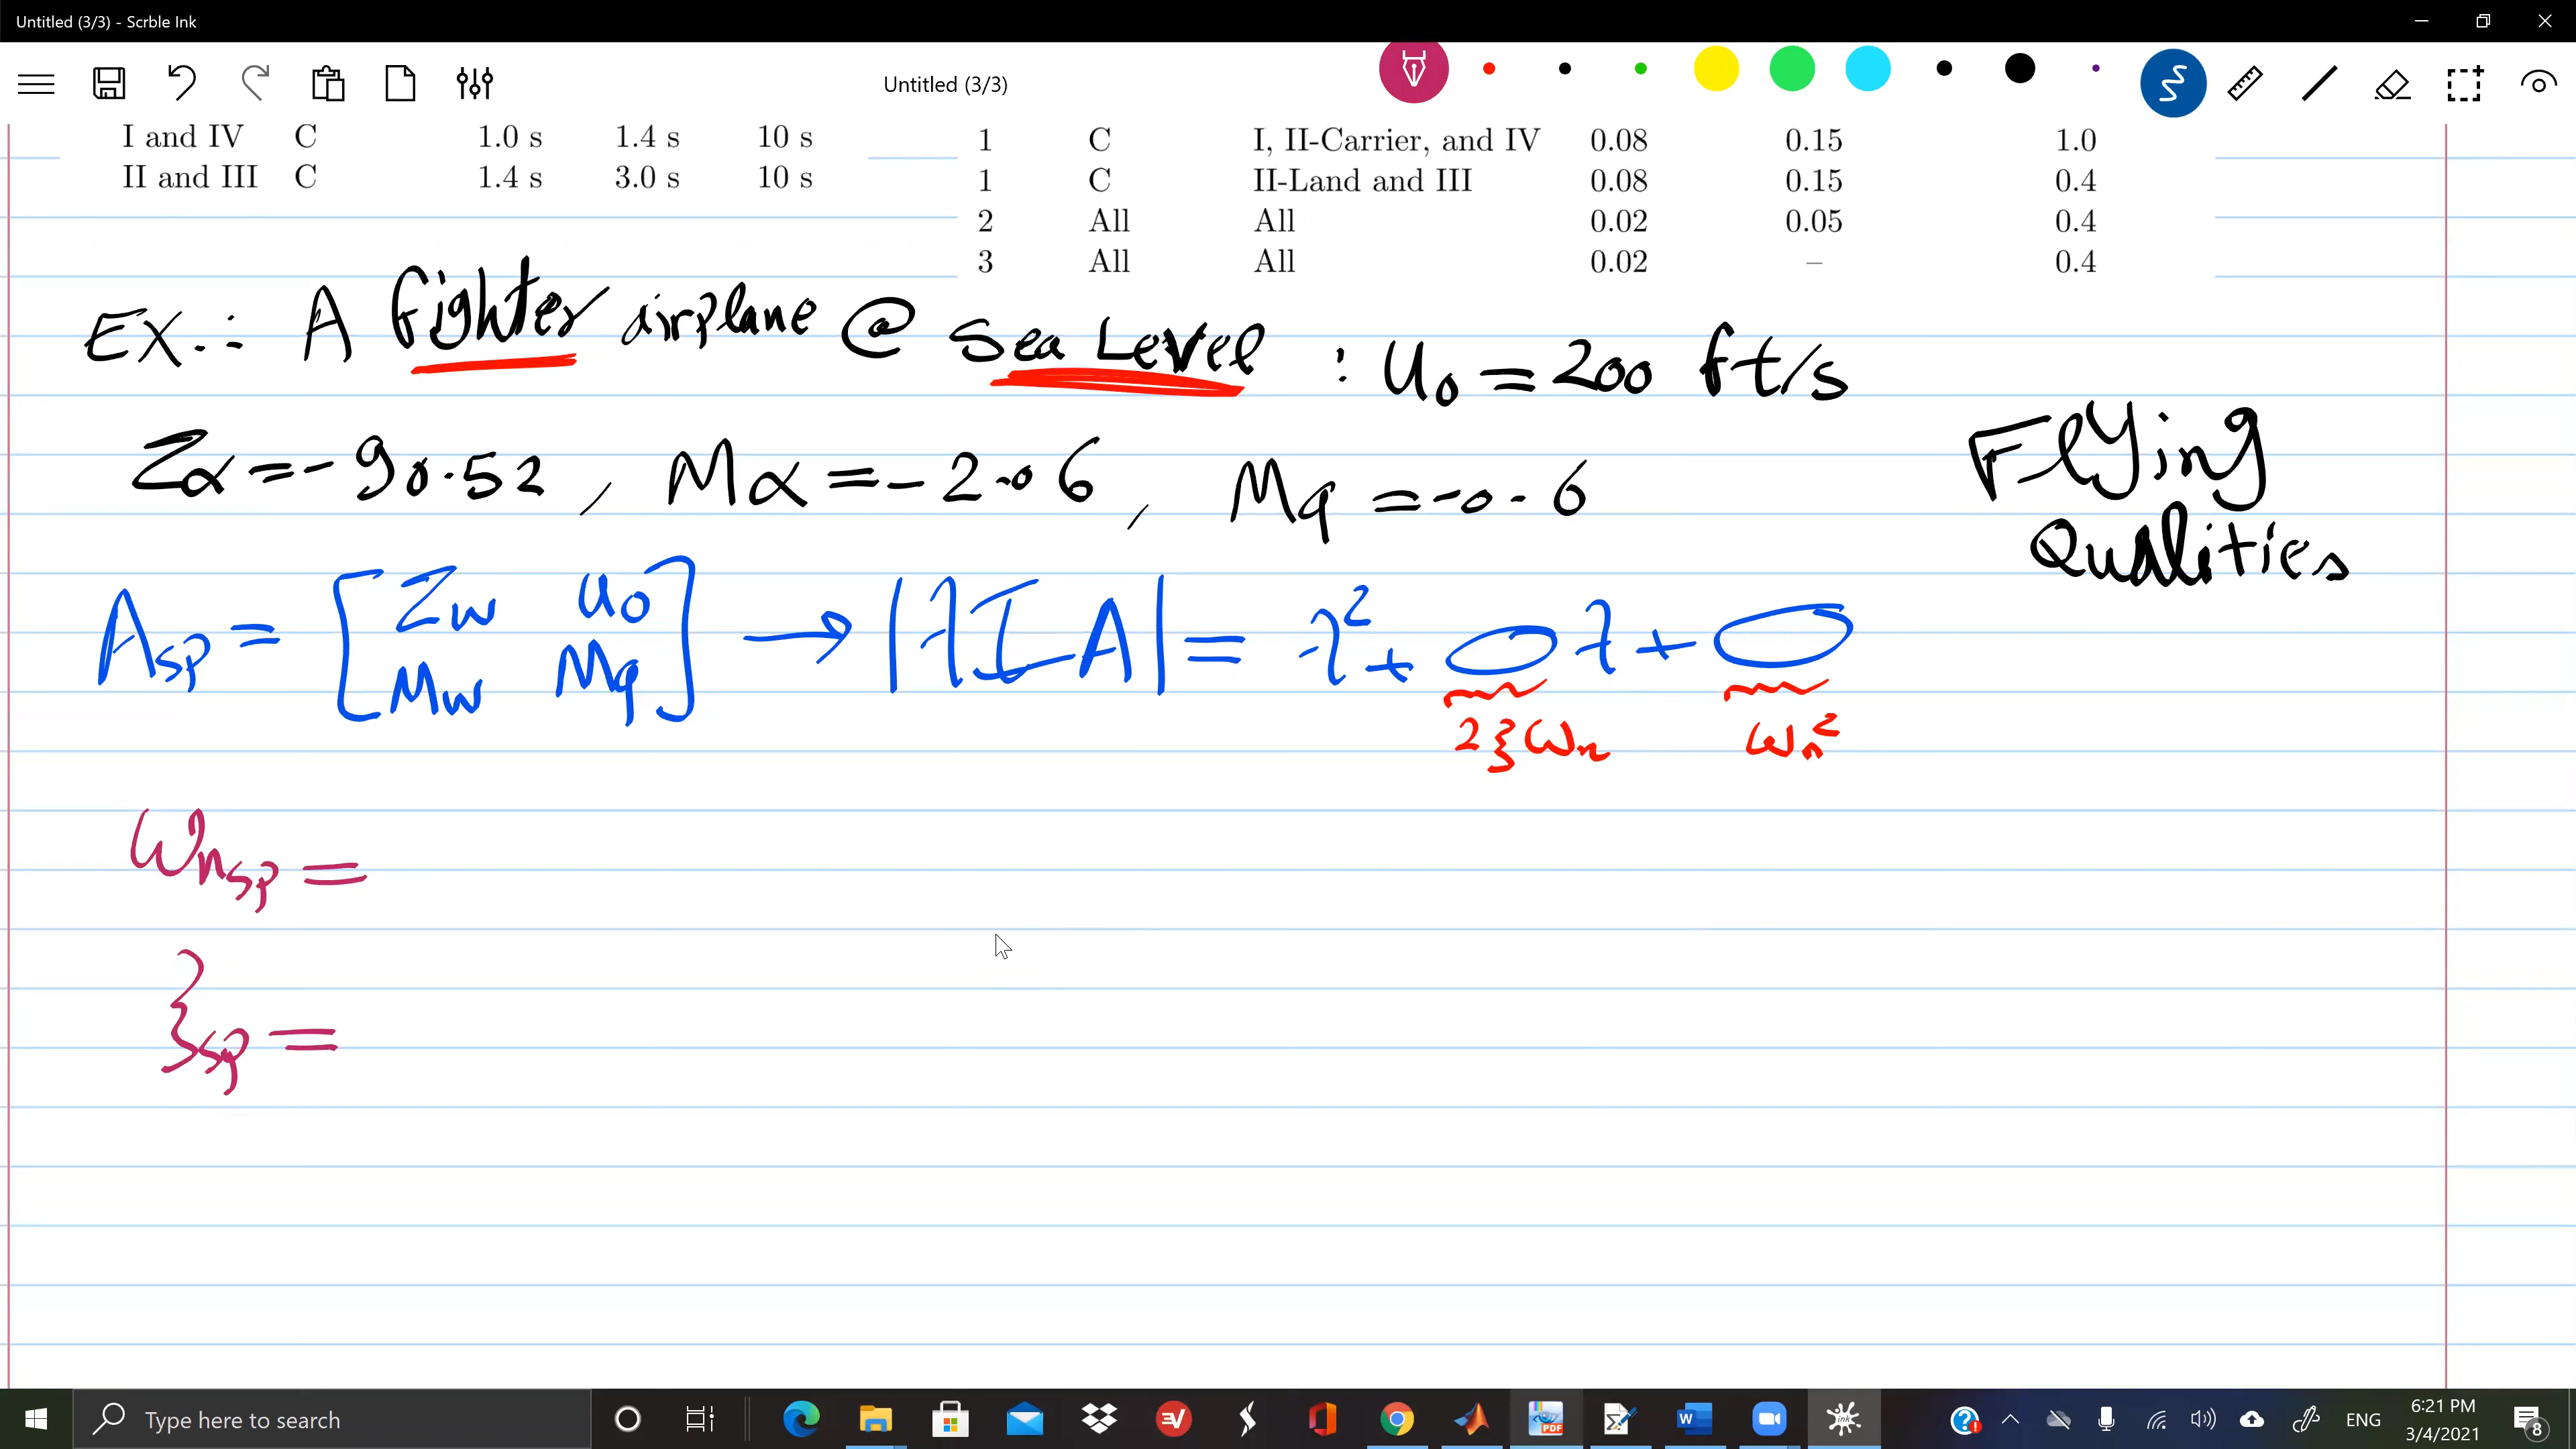 Untitled (3/3) - Scrble Ink
Untitled (3/3)
I and IV C 1.0 s 1.4 s 10 s
II and III C 1.4 s 3.0 s 10 s
1 C I, II-Carrier, and IV 0.08 0.15 1.0
1 C II-Land and III 0.08 0.15 0.4
2 All All 0.02 0.05 0.4
3 All All 0.02 – 0.4
EX.: A fighter airplane @ Sea Level : u₀ = 200 ft/s
Zα = -90.52 , Mα = -2.06 , Mq = -0.6
Flying
Qualities
A_sp = [Zw u₀ Mw Mq] → |λI-A| = λ² + ⬭ λ + ⬭
2ξωn ωn²
ωn_sp =
ξ_sp =
Type here to search
ENG
6:21 PM
3/4/2021
8